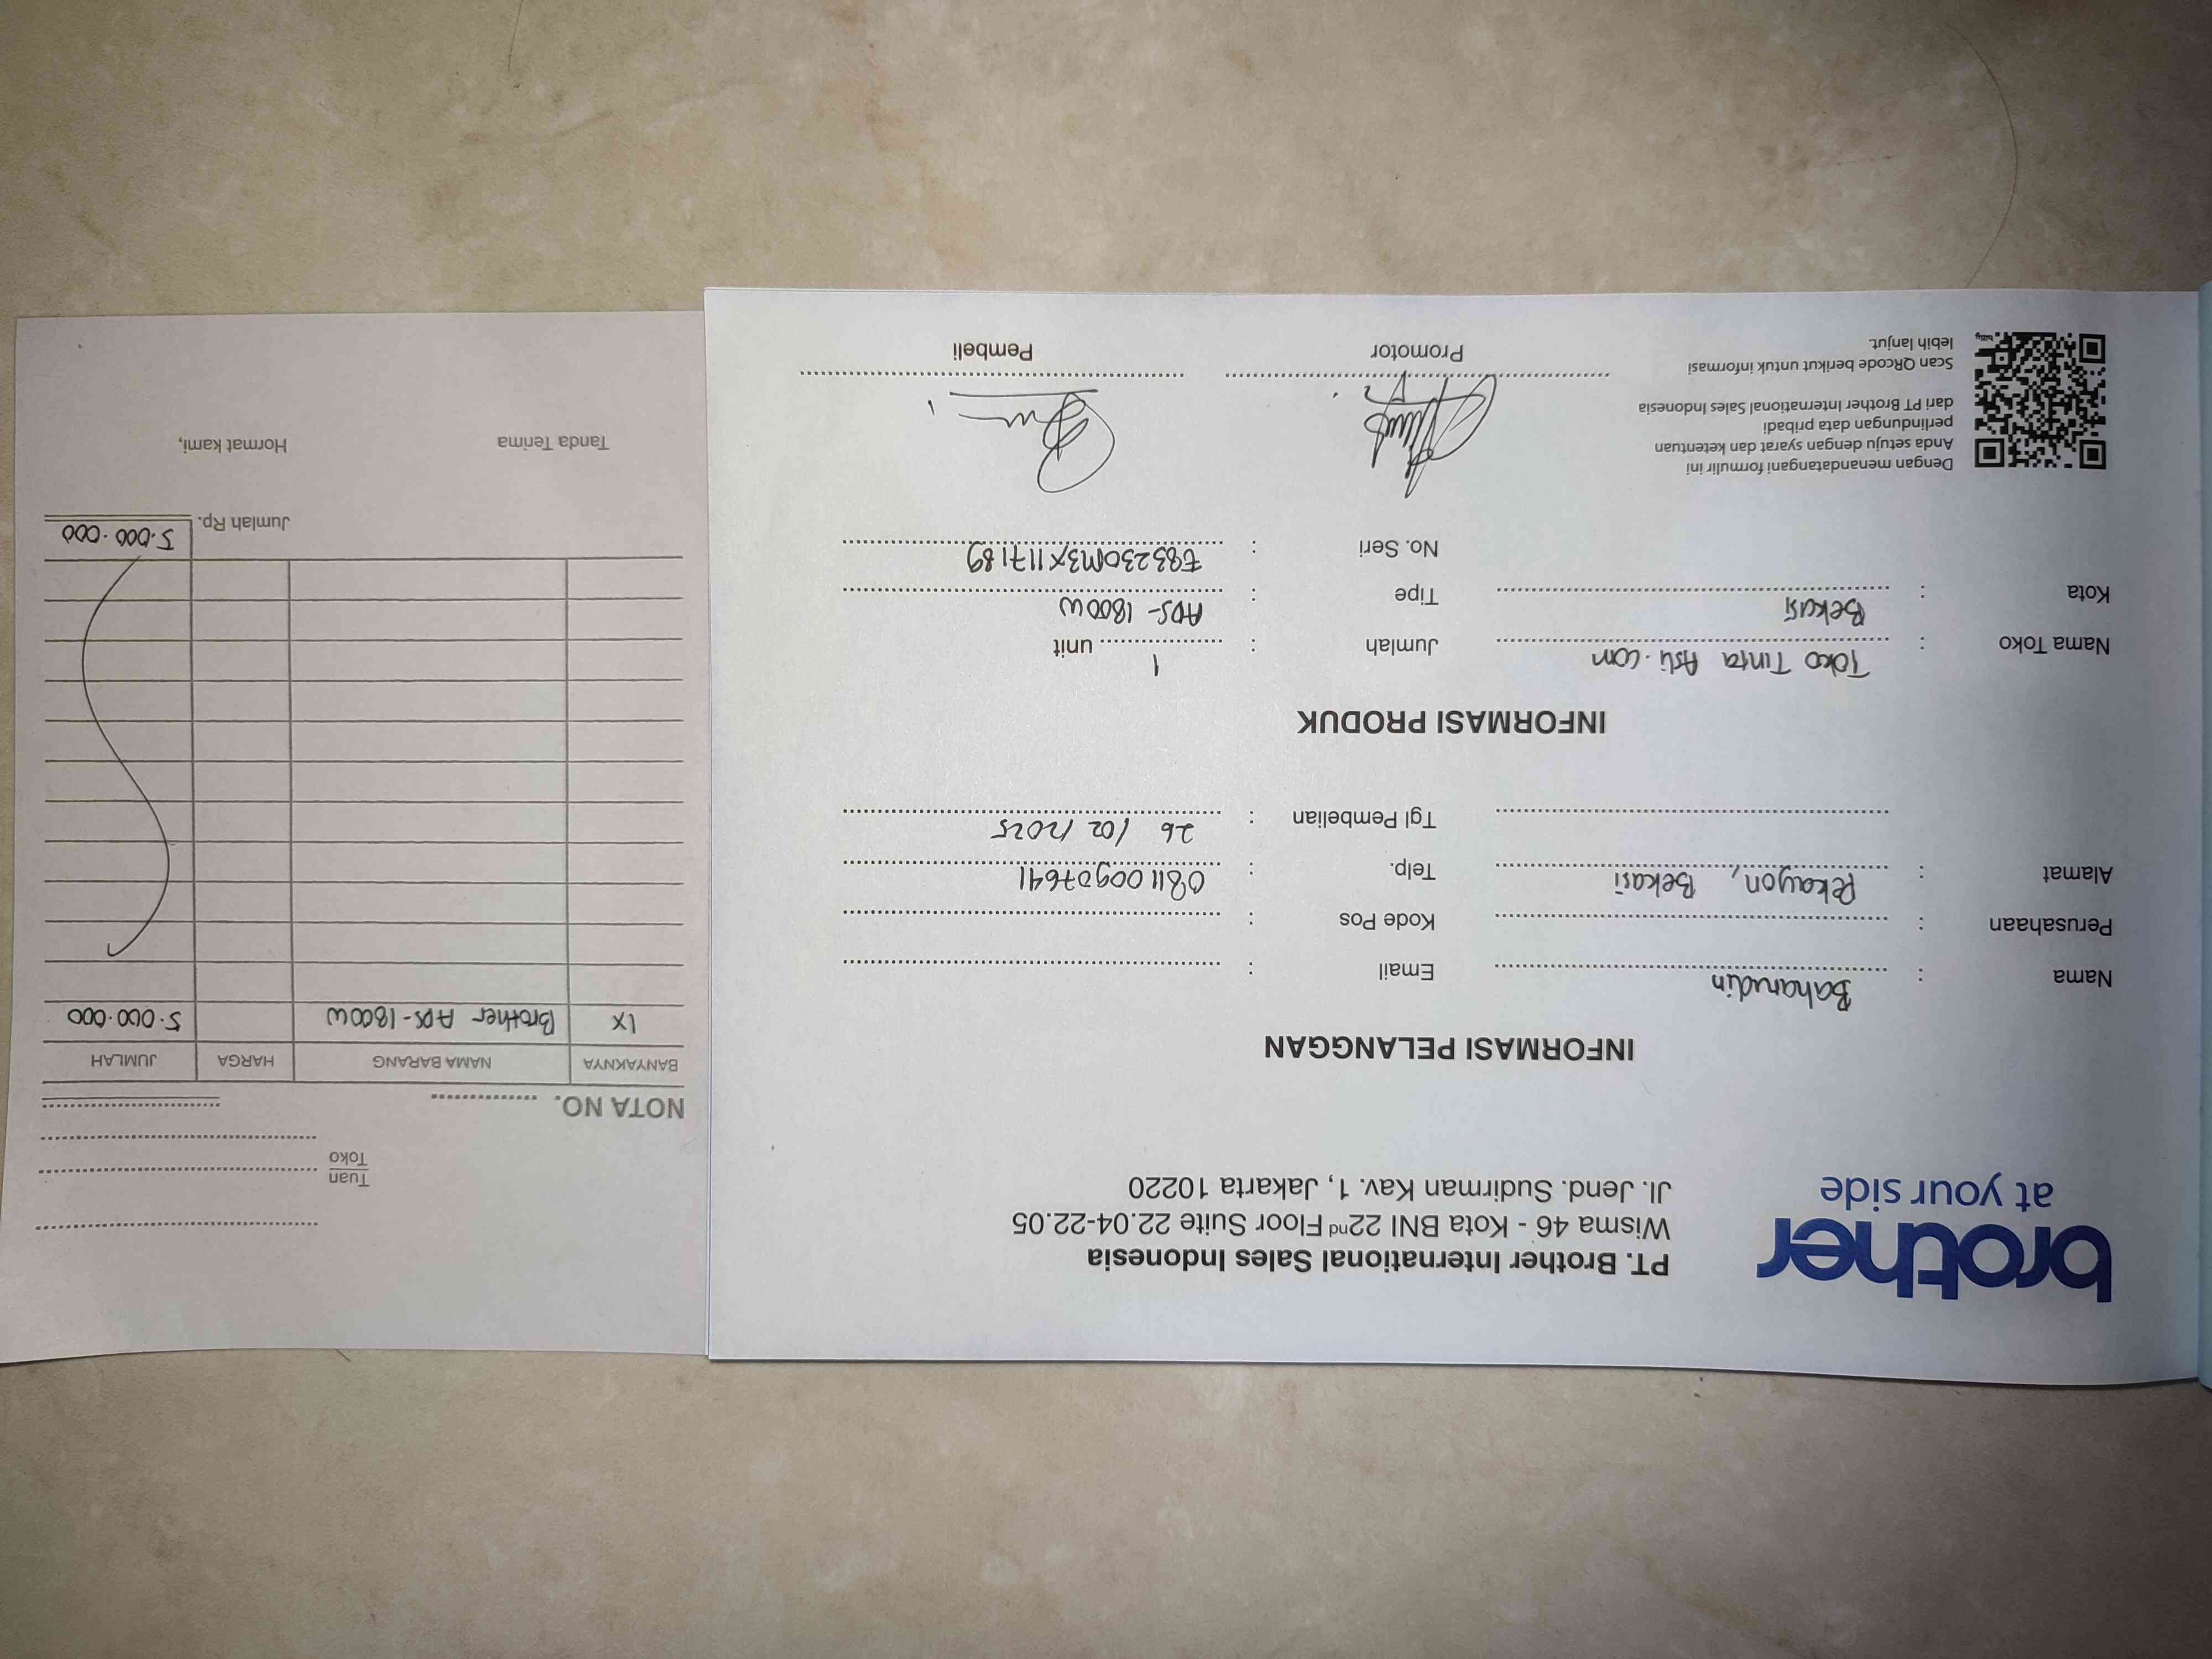 brother
at your side
PT. Brother International Sales Indonesia
Wisma 46 - Kota BNI 22nd Floor Suite 22.04-22.05
Jl. Jend. Sudirman Kav. 1, Jakarta 10220
INFORMASI PELANGGAN
Nama : Baharudin
Email :
Perusahaan :
Kode Pos :
Alamat : Pekayon, Bekasi
Telp. : 081100907641
Tgl Pembelian : 26 / 02 / 2025
INFORMASI PRODUK
Nama Toko : Toko Tinta Asli.com
Jumlah : 1 unit
Kota : Bekasi
Tipe : ADS-1800W
No. Seri : E83230M3X117189
Dengan menandatangani formulir ini
Anda setuju dengan syarat dan ketentuan
perlindungan data pribadi
dari PT Brother International Sales Indonesia
Scan QRcode berikut untuk informasi
lebih lanjut.
Promotor
Pembeli
Tuan
Toko
NOTA NO.
BANYAKNYA NAMA BARANG HARGA JUMLAH
1X Brother ADS-1800W 5.000.000
Jumlah Rp. 5.000.000
Tanda Terima Hormat kami,